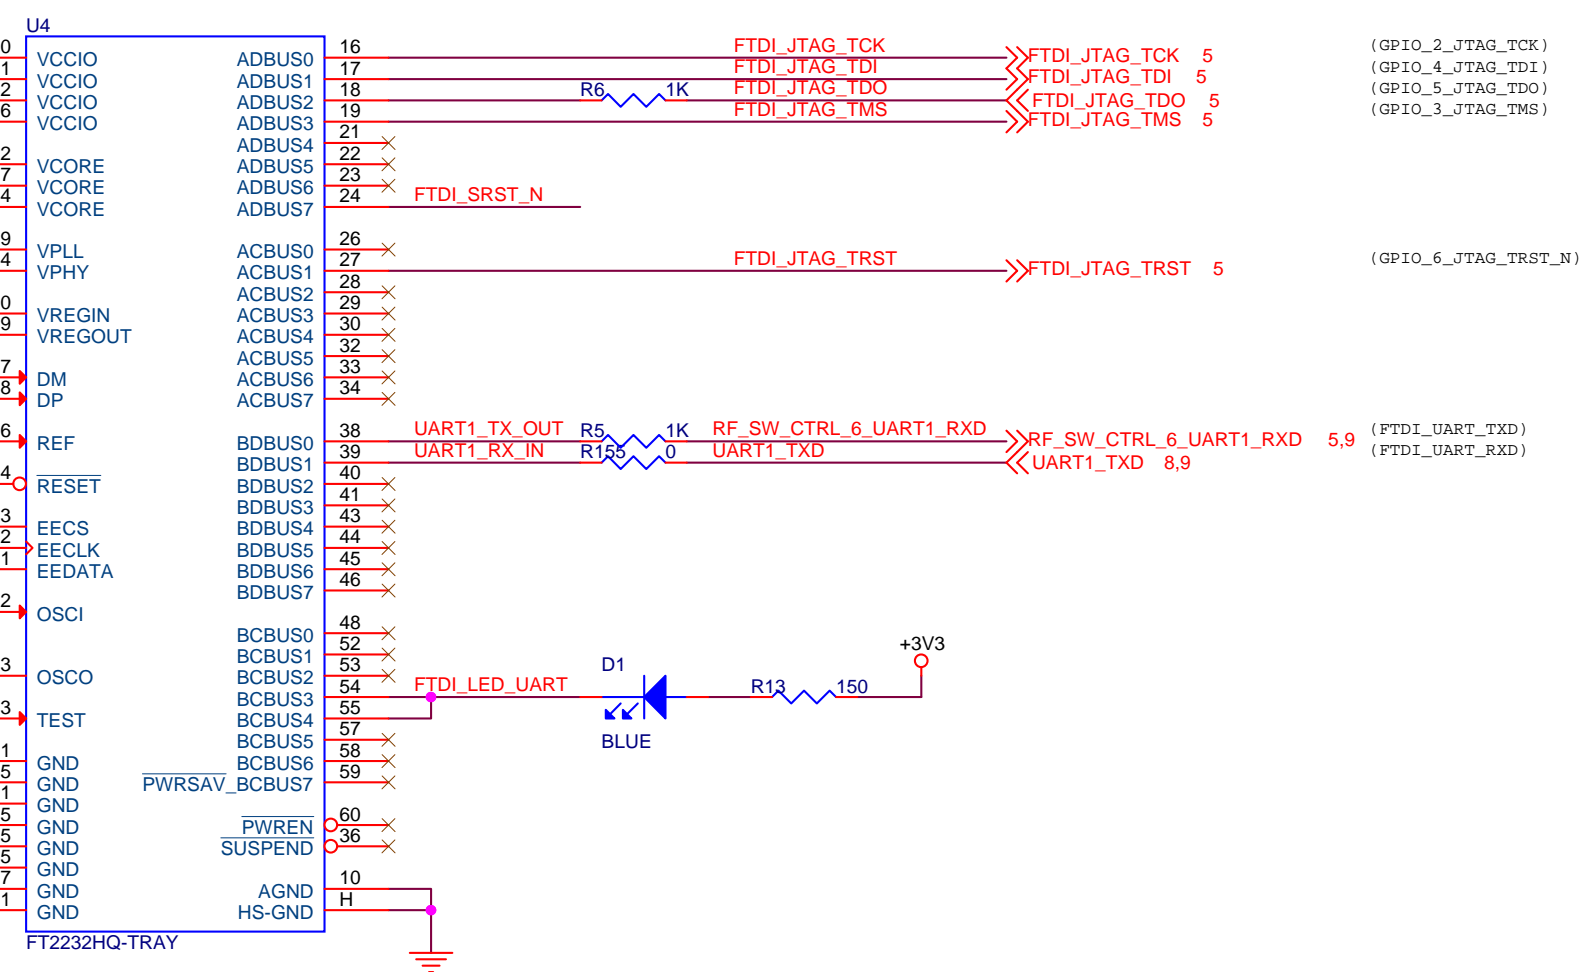 U4
0 VCCIO ADBUS0 16 FTDI_JTAG_TCK FTDI_JTAG_TCK 5 (GPIO_2_JTAG_TCK)
1 VCCIO ADBUS1 17 FTDI_JTAG_TDI FTDI_JTAG_TDI 5 (GPIO_4_JTAG_TDI)
2 VCCIO ADBUS2 18 R6 1K FTDI_JTAG_TDO FTDI_JTAG_TDO 5 (GPIO_5_JTAG_TDO)
6 VCCIO ADBUS3 19 FTDI_JTAG_TMS FTDI_JTAG_TMS 5 (GPIO_3_JTAG_TMS)
ADBUS4 21
2 VCORE ADBUS5 22
7 VCORE ADBUS6 23
4 VCORE ADBUS7 24 FTDI_SRST_N
9 VPLL ACBUS0 26
4 VPHY ACBUS1 27 FTDI_JTAG_TRST FTDI_JTAG_TRST 5 (GPIO_6_JTAG_TRST_N)
ACBUS2 28
0 VREGIN ACBUS3 29
9 VREGOUT ACBUS4 30
ACBUS5 32
7 DM ACBUS6 33
8 DP ACBUS7 34
6 REF BDBUS0 38 UART1_TX_OUT R5 1K RF_SW_CTRL_6_UART1_RXD RF_SW_CTRL_6_UART1_RXD 5,9 (FTDI_UART_TXD)
BDBUS1 39 UART1_RX_IN R155 0 UART1_TXD UART1_TXD 8,9 (FTDI_UART_RXD)
4 RESET BDBUS2 40
BDBUS3 41
3 EECS BDBUS4 43
2 EECLK BDBUS5 44
1 EEDATA BDBUS6 45
BDBUS7 46
2 OSCI
BCBUS0 48
BCBUS1 52 +3V3
3 OSCO BCBUS2 53 D1
BCBUS3 54 FTDI_LED_UART R13 150
3 TEST BCBUS4 55
BCBUS5 57 BLUE
1 GND BCBUS6 58
5 GND PWRSAV_BCBUS7 59
1 GND
5 GND PWREN 60
5 GND SUSPEND 36
5 GND
7 GND AGND 10
1 GND HS-GND H
FT2232HQ-TRAY